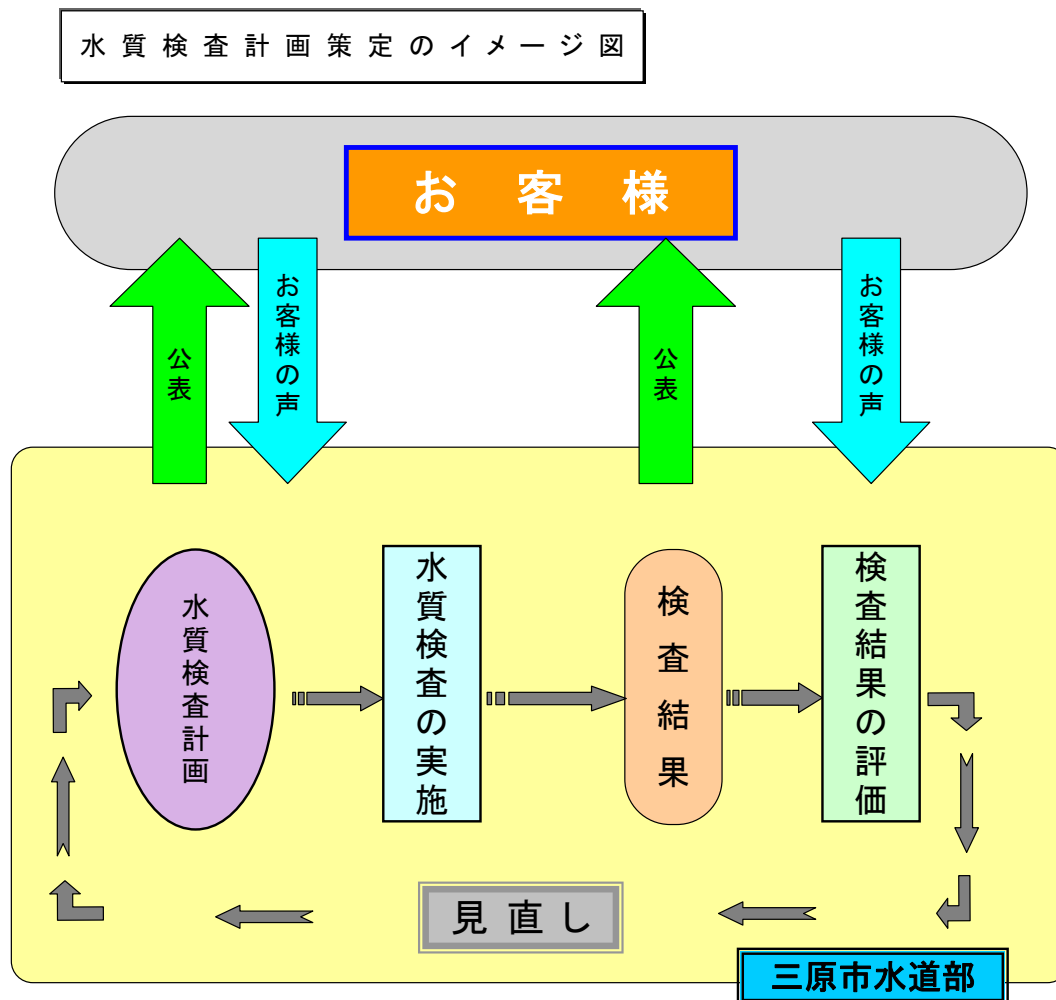 水質検査計画策定のイメージ図
お客様
公表
お客様の声
公表
お客様の声
水質検査計画
水質検査の実施
検査結果
検査結果の評価
見直し
三原市水道部